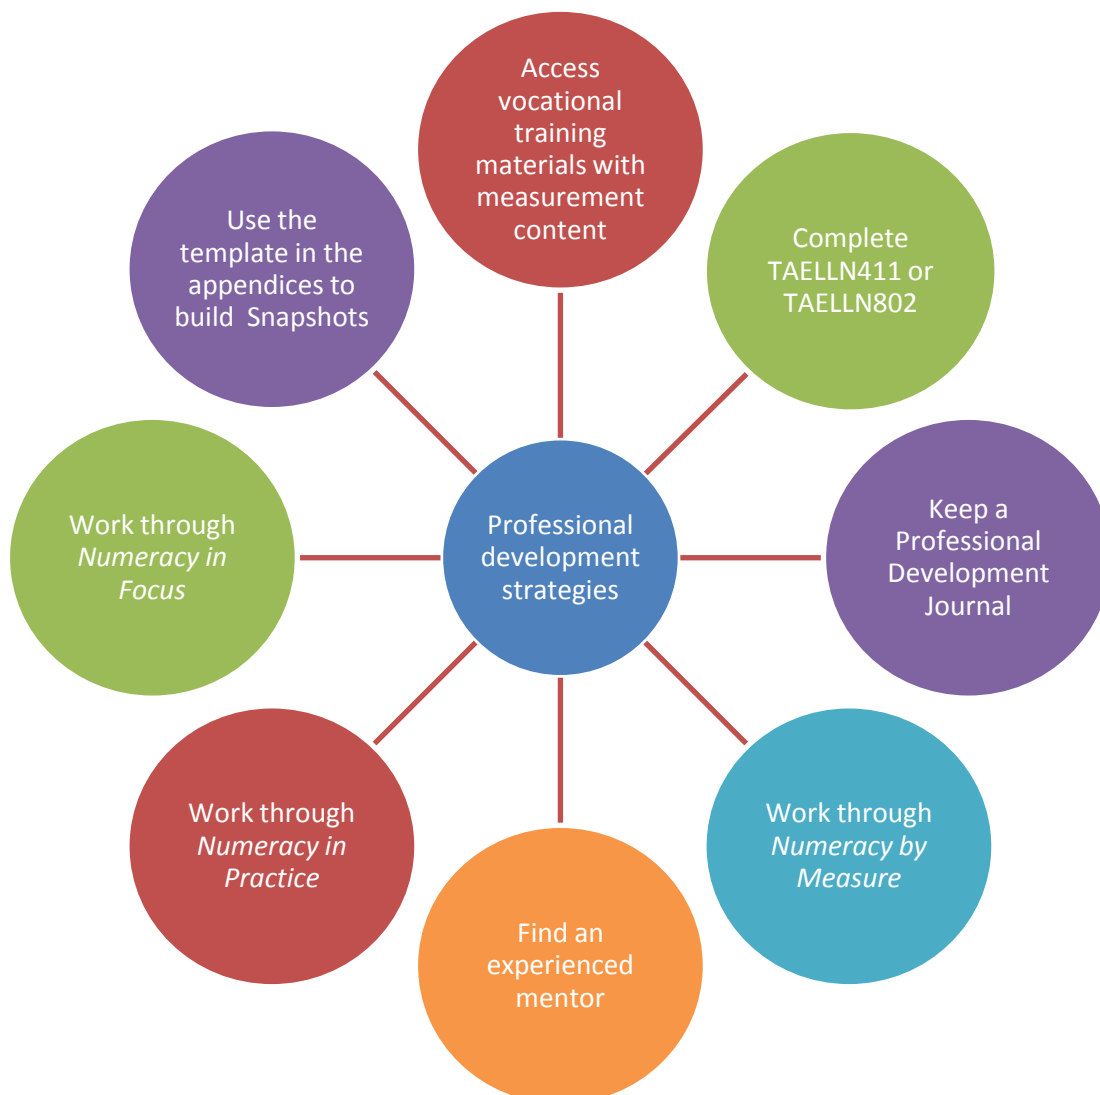 Access
vocational
training
materials with
measurement
content
Complete
TAELLN411 or
TAELLN802
Keep a
Professional
Development
Journal
Work through
Numeracy by
Measure
Find an
experienced
mentor
Work through
Numeracy in
Practice
Work through
Numeracy in
Focus
Use the
template in the
appendices to
build  Snapshots
Professional
development
strategies